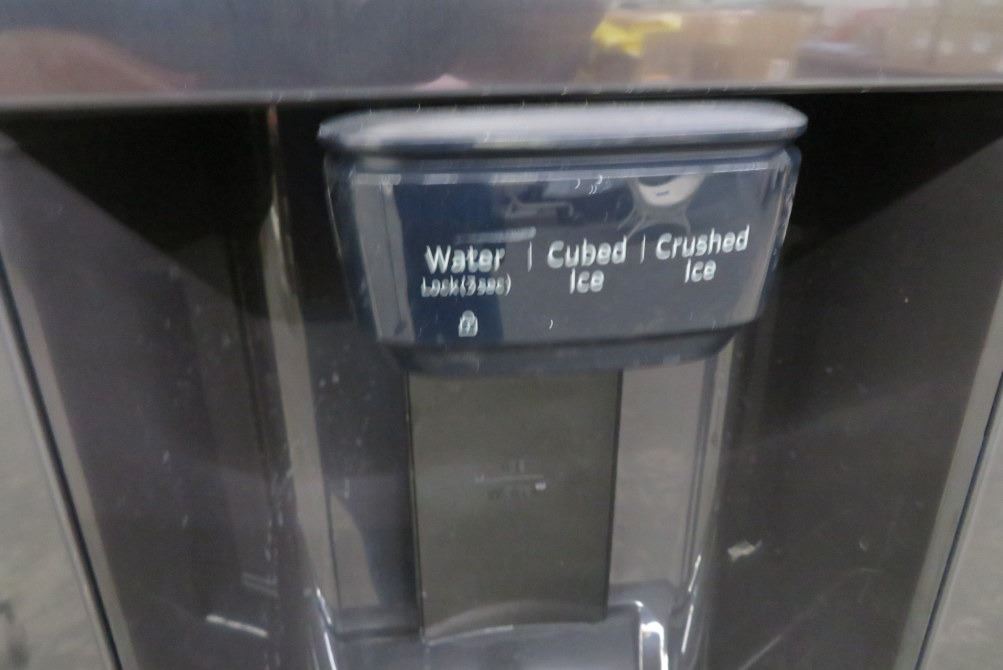 Water | Cubed Ice | Crushed Ice
Lock(3sec)